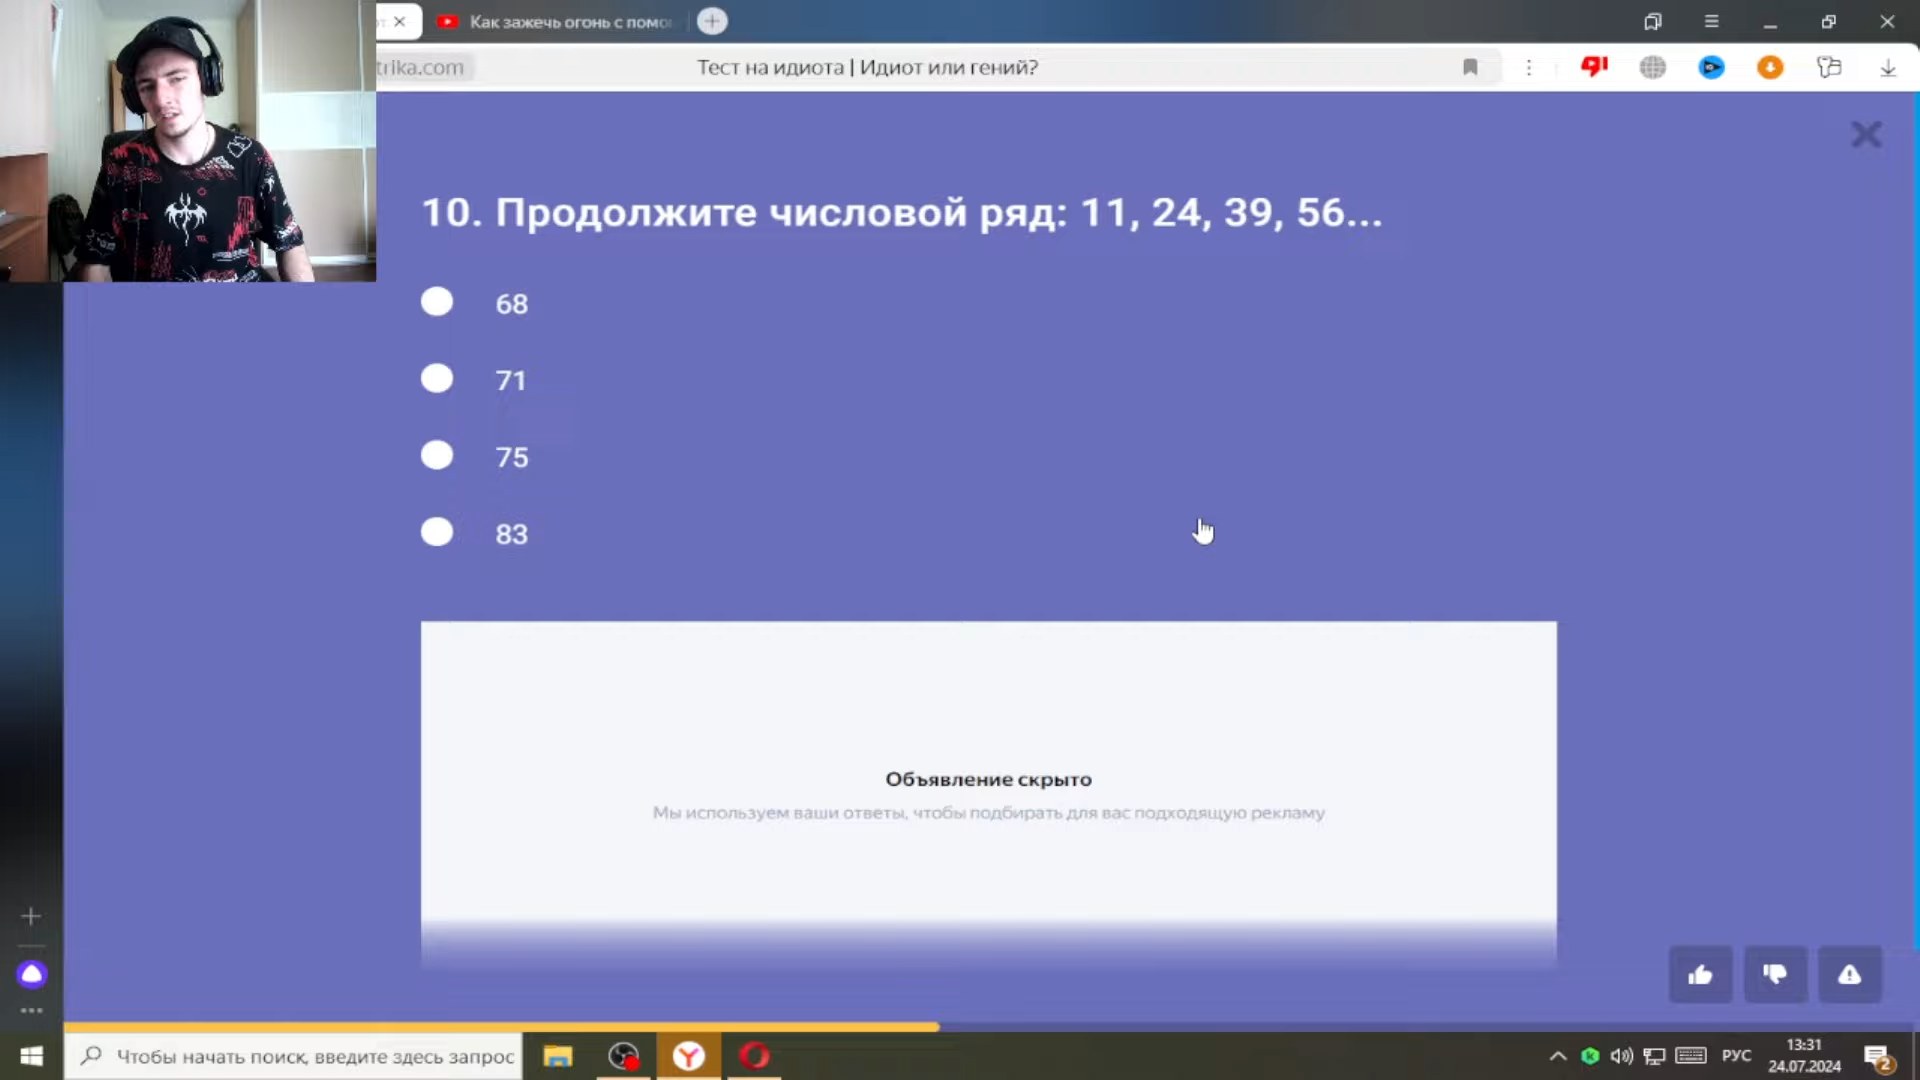 Как зажечь огонь с помо
trika.com
Тест на идиота | Идиот или гений?
10. Продолжите числовой ряд: 11, 24, 39, 56...
68
71
75
83
Объявление скрыто
Мы используем ваши ответы, чтобы подбирать для вас подходящую рекламу
Чтобы начать поиск, введите здесь запрос
РУС
13:31
24.07.2024
2